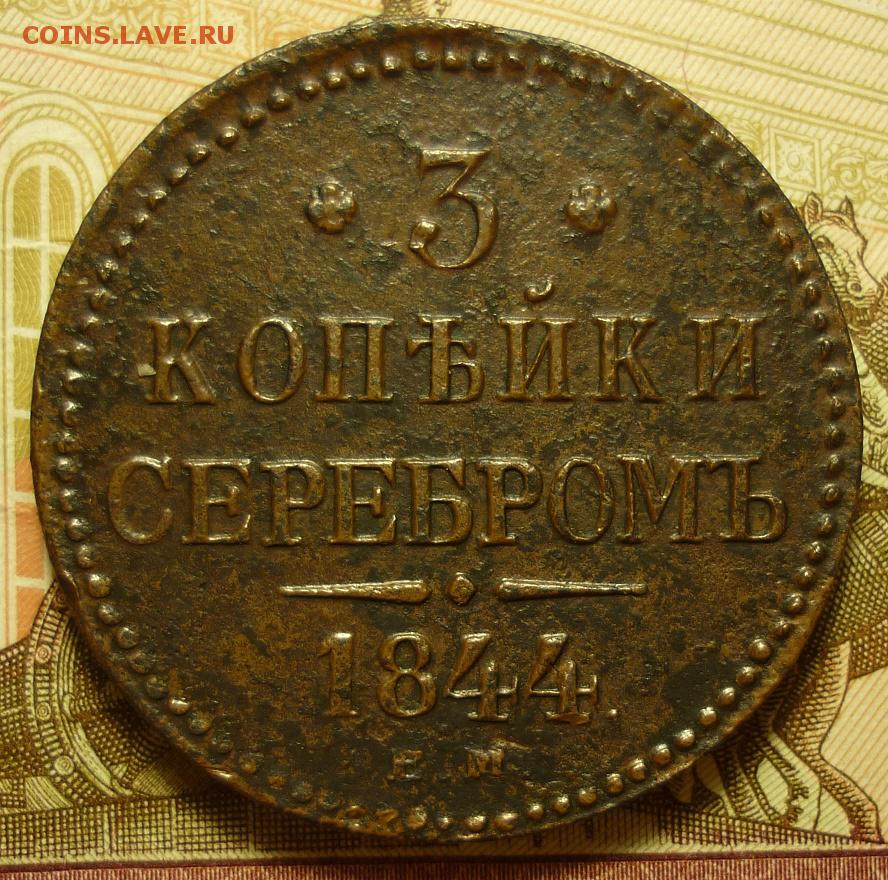 COINS.LAVE.RU
3
КОПѢЙКИ
СЕРЕБРОМЪ
1844.
Е М